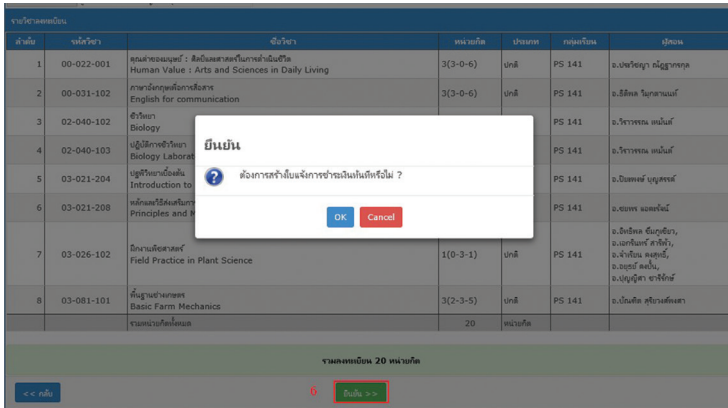 รายวิชาลงทะเบียน
ลำดับ รหัสวิชา ชื่อวิชา หน่วยกิต ประเภท กลุ่มเรียน ผู้สอน
1 00-022-001 คุณค่าของมนุษย์ : ศิลป์และศาสตร์ในการดำเนินชีวิต 3(3-0-6) ปกติ PS 141
Human Value : Arts and Sciences in Daily Living
2 00-031-102 ภาษาอังกฤษเพื่อการสื่อสาร 3(3-0-6) ปกติ PS 141
English for communication
3 02-040-102 ชีววิทยา PS 141
Biology
4 02-040-103 ปฏิบัติการชีววิทยา PS 141
Biology Laborat
5 03-021-204 ปฐพีวิทยาเบื้องต้น PS 141
Introduction to
6 03-021-208 หลักและวิธีส่งเสริมการ PS 141
Principles and M
ยืนยัน
ต้องการสร้างใบแจ้งการชำระเงินทันทีหรือไม่ ?
OK Cancel
7 03-026-102 ฝึกงานพืชศาสตร์ 1(0-3-1) ปกติ PS 141
Field Practice in Plant Science
8 03-081-101 พื้นฐานช่างเกษตร 3(2-3-5) ปกติ PS 141
Basic Farm Mechanics
รวมหน่วยกิตทั้งหมด 20 หน่วยกิต
รวมลงทะเบียน 20 หน่วยกิต
<< กลับ 6 ยืนยัน >>